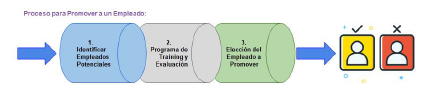 Proceso para Promover a un Empleado:
1.
Identificar
Empleados
Potenciales
2.
Programa de
Training y
Evaluación
3.
Elección del
Empleado a
Promover